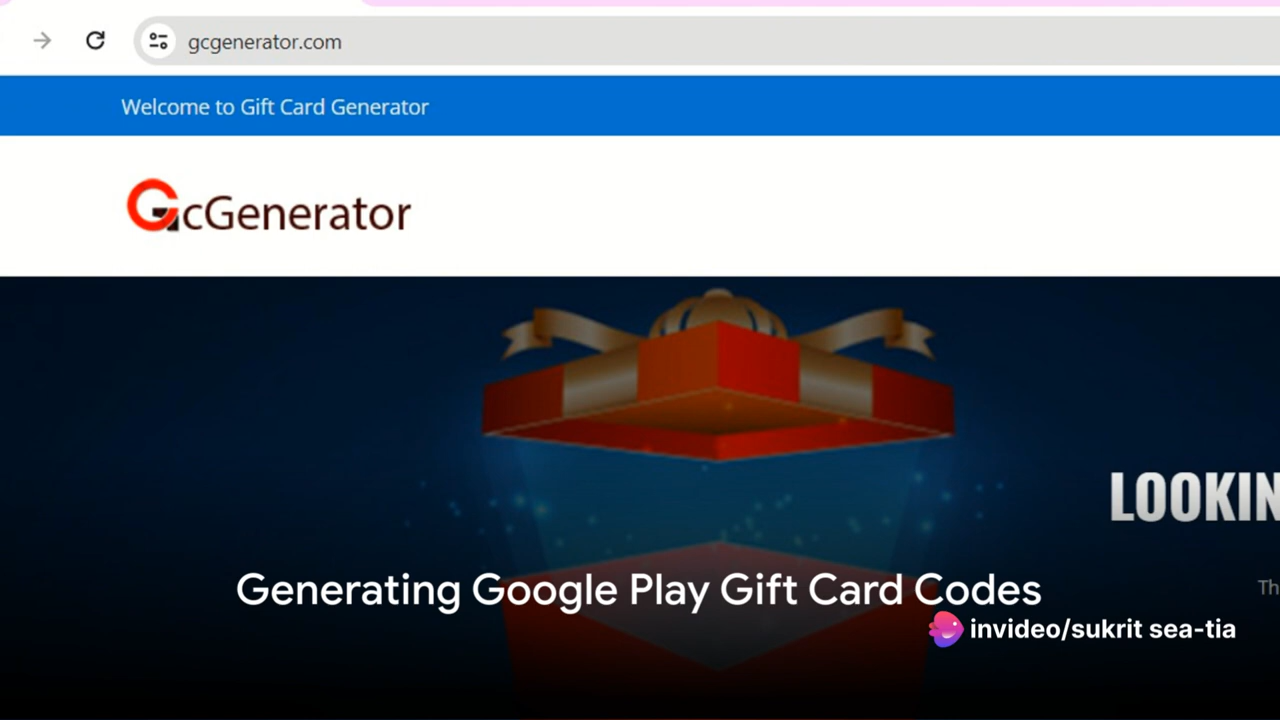 gcgenerator.com
Welcome to Gift Card Generator
GcGenerator
LOOKIN
Th
Generating Google Play Gift Card Codes
invideo/sukrit sea-tia